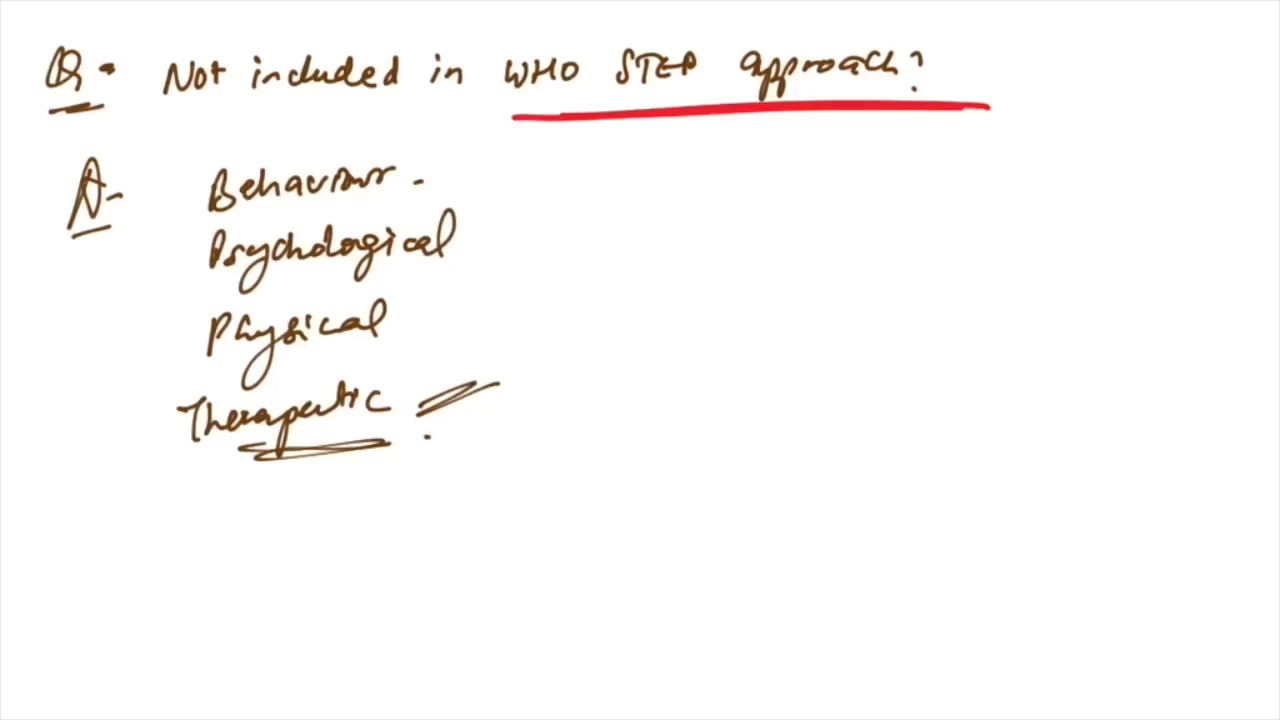 Q- Not included in WHO STEP approach?
A- Behaviour.
Psychological
Physical
Therapeutic